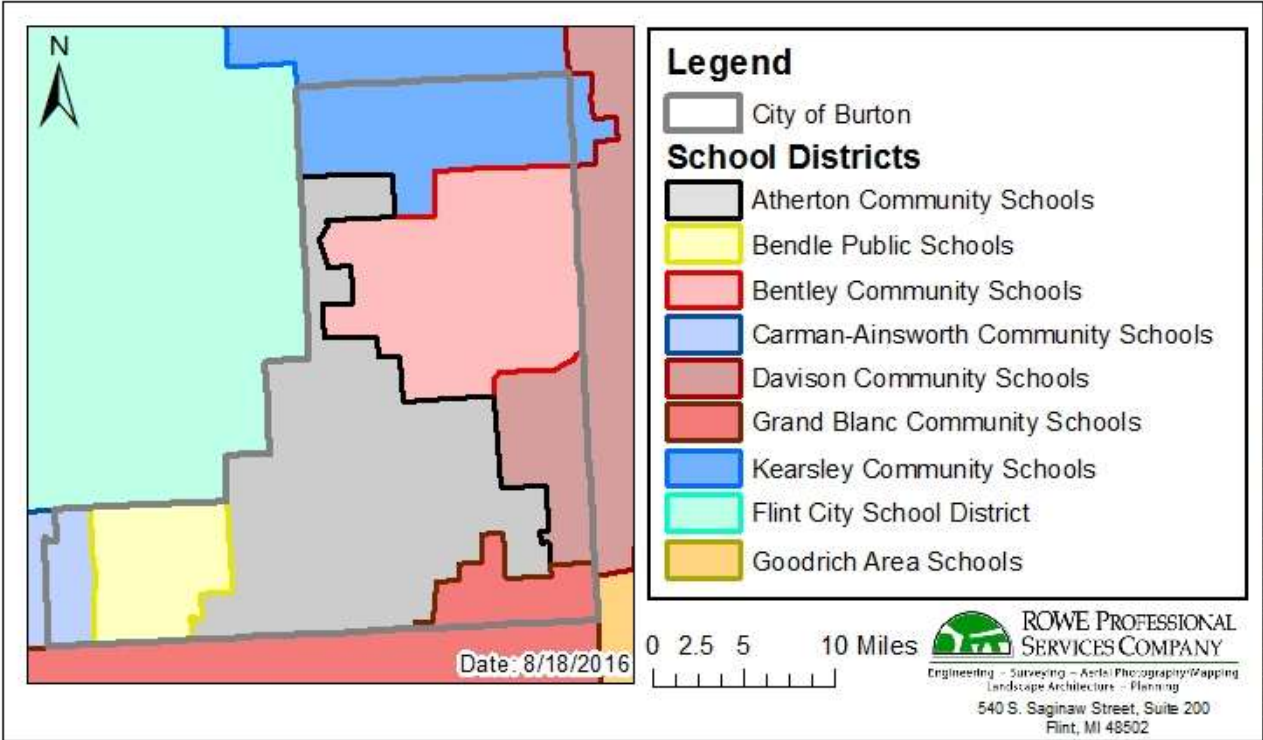 N
Date: 8/18/2016
Legend
City of Burton
School Districts
Atherton Community Schools
Bendle Public Schools
Bentley Community Schools
Carman-Ainsworth Community Schools
Davison Community Schools
Grand Blanc Community Schools
Kearsley Community Schools
Flint City School District
Goodrich Area Schools
0 2.5 5 10 Miles
ROWE PROFESSIONAL
SERVICES COMPANY
Engineering - Surveying - Aerial Photography/Mapping
Landscape Architecture - Planning
540 S. Saginaw Street, Suite 200
Flint, MI 48502